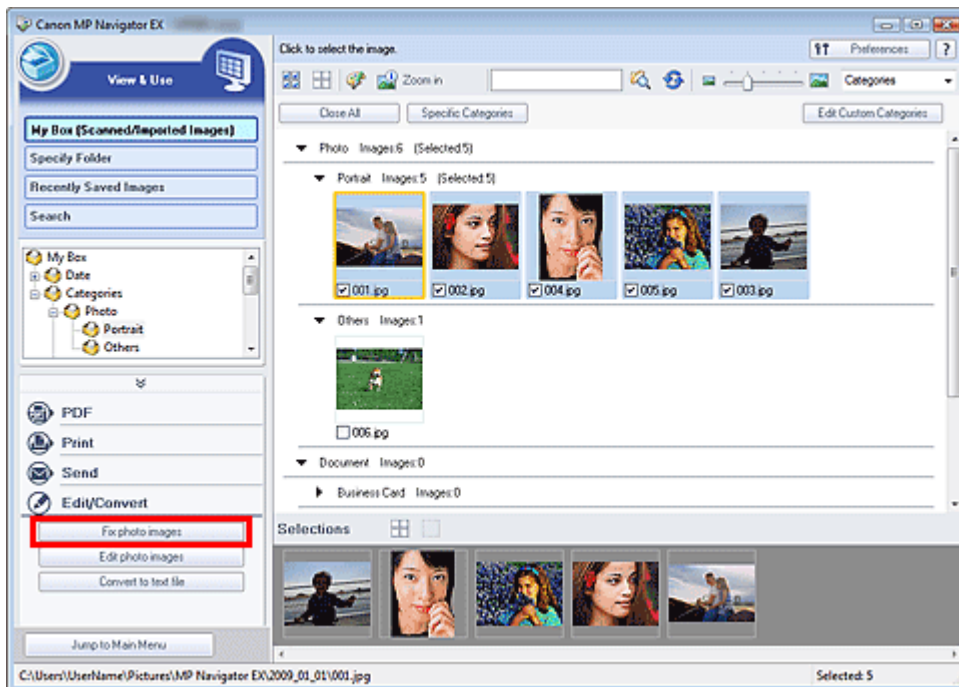 Canon MP Navigator EX
View & Use
My Box (Scanned/Imported Images)
Specify Folder
Recently Saved Images
Search
My Box
Date
Categories
Photo
Portrait
Others
PDF
Print
Send
Edit/Convert
Fix photo images
Edit photo images
Convert to text file
Jump to Main Menu
Click to select the image.
Preferences
?
Zoom in
Categories
Close All
Specific Categories
Edit Custom Categories
Photo Images:6 (Selected:5)
Portrait Images:5 (Selected:5)
001.jpg
002.jpg
004.jpg
005.jpg
003.jpg
Others Images:1
006.jpg
Document Images:0
Business Card Images:0
Selections
C:\Users\UserName\Pictures\MP Navigator EX\2009_01_01\001.jpg
Selected: 5